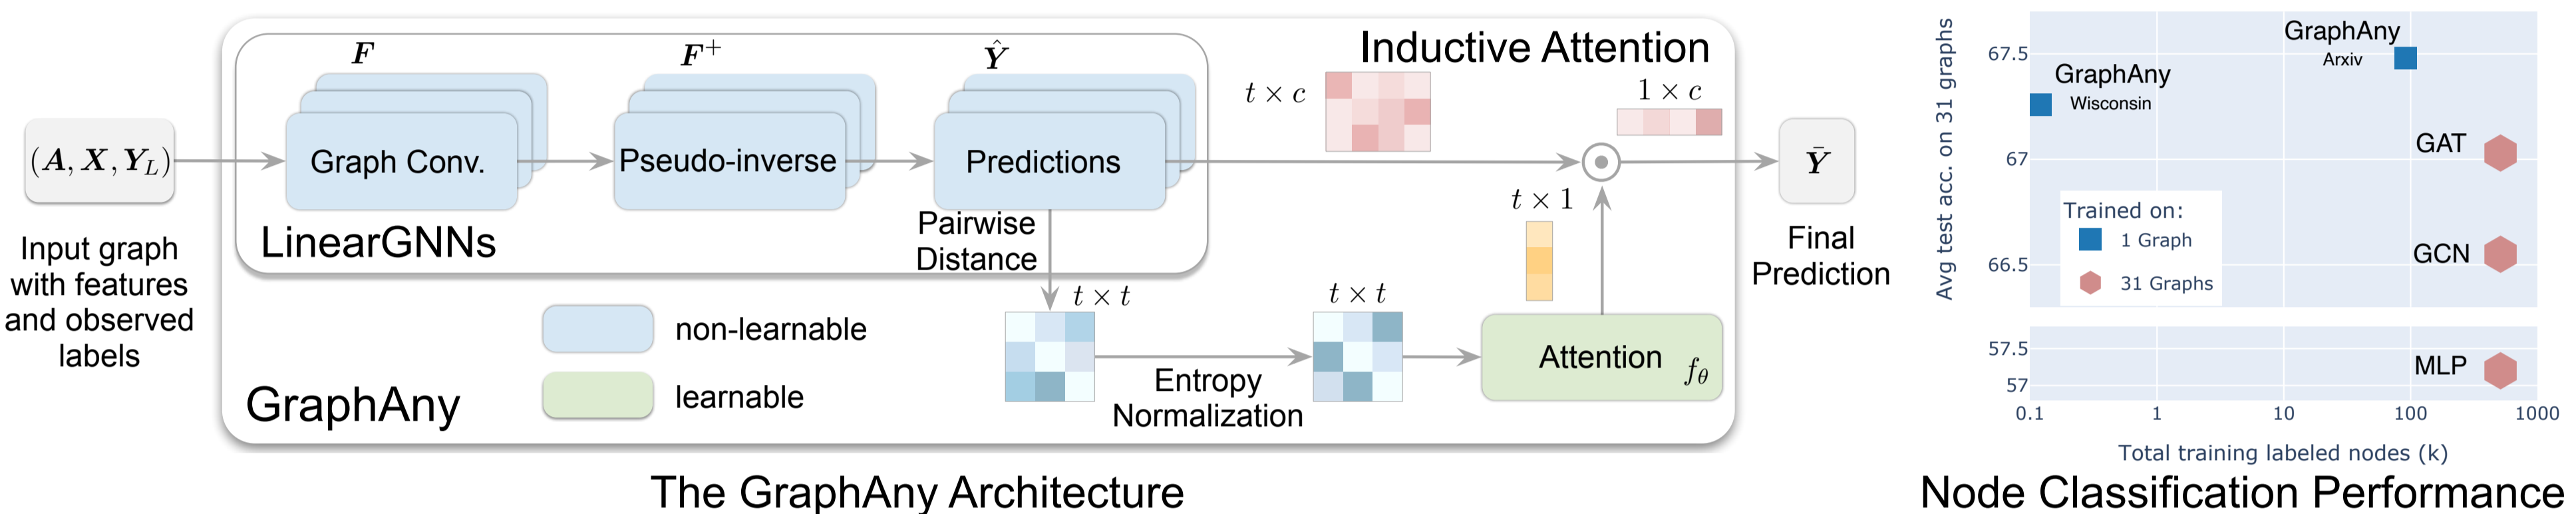 (A, X, Y_L)
Input graph
with features
and observed
labels
F
F⁺
Ŷ
Graph Conv.
Pseudo-inverse
Predictions
LinearGNNs
Pairwise
Distance
Inductive Attention
t × c
1 × c
t × 1
t × t
t × t
Entropy
Normalization
Attention f_θ
non-learnable
learnable
GraphAny
Ȳ
Final
Prediction
The GraphAny Architecture
Avg test acc. on 31 graphs
67.5
67
66.5
57.5
57
GraphAny
Arxiv
GraphAny
Wisconsin
GAT
GCN
MLP
Trained on:
1 Graph
31 Graphs
0.1
1
10
100
1000
Total training labeled nodes (k)
Node Classification Performance